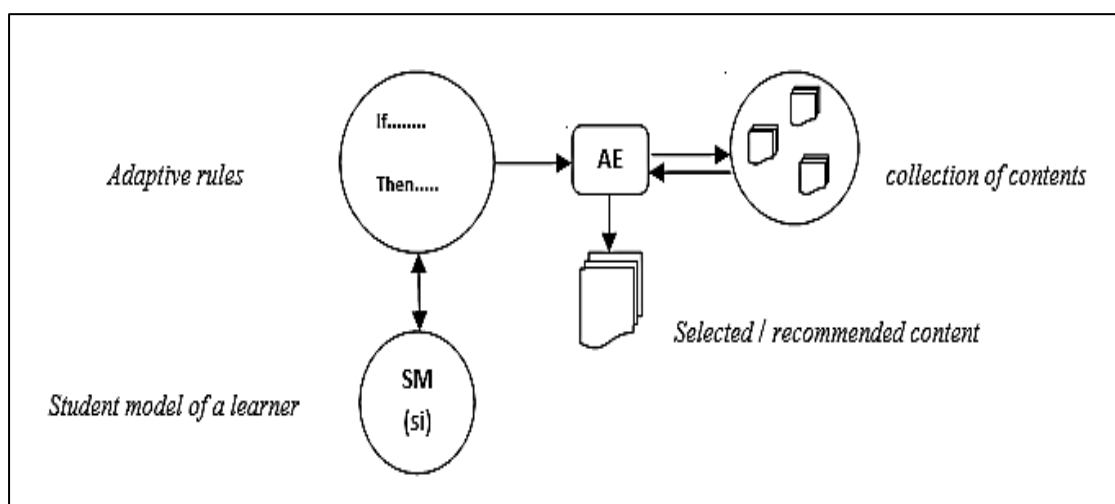 If........
Then.....
Adaptive rules
AE
collection of contents
Selected / recommended content
SM
(si)
Student model of a learner